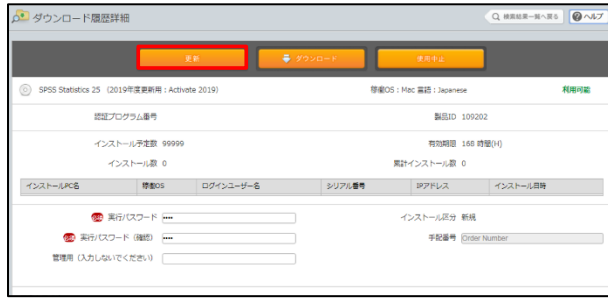 ダウンロード履歴詳細
検索結果一覧へ戻る
ヘルプ
更新
ダウンロード
使用中止
SPSS Statistics 25 (2019年度更新用:Activate 2019)
稼働OS:Mac 言語:Japanese
利用可能
認証プログラム番号
製品ID 109202
インストール予定数 99999
有効期間 168 時間(H)
インストール数 0
累計インストール数 0
インストールPC名 稼働OS ログインユーザー名 シリアル番号 IPアドレス インストール日時
必須 実行パスワード ••••
インストール区分 新規
必須 実行パスワード (確認) ••••
手配番号 Order Number
管理用 (入力しないでください)